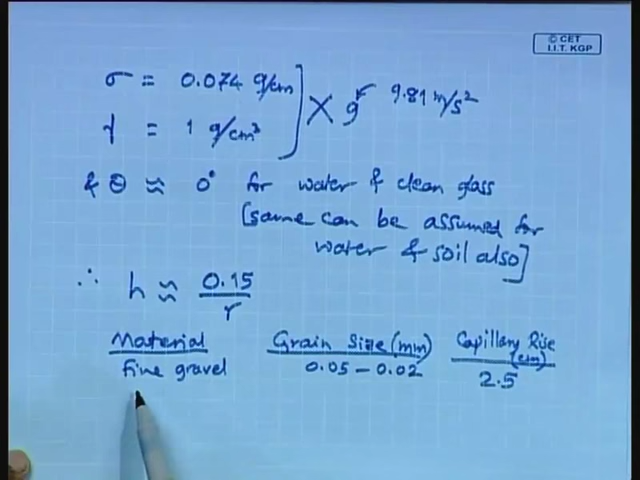 © CET
I.I.T. KGP
σ = 0.074 g/cm
γ = 1 g/cm³ ] × g 9.81 m/s²
& θ ≈ 0° for water & clean glass
[same can be assumed for
water & soil also]
∴ h ≈ 0.15/r
Material Grain Size (mm) Capillary Rise (cm)
Fine gravel 0.05 - 0.02 2.5